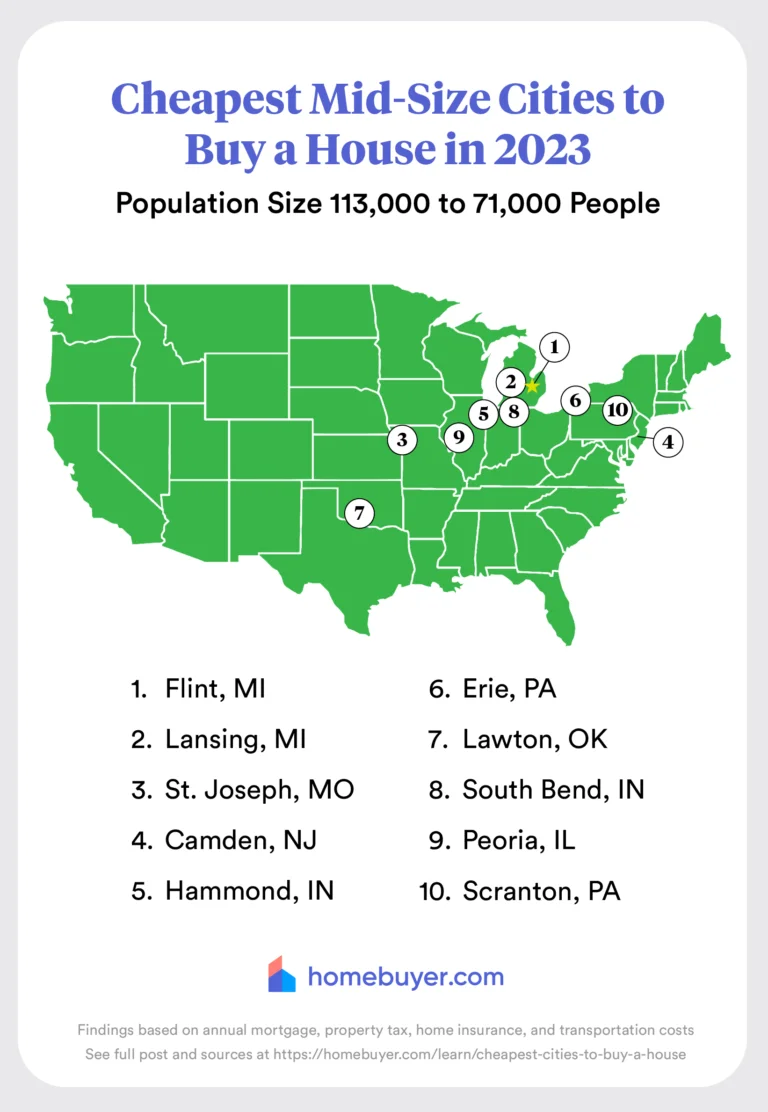 Cheapest Mid-Size Cities to
Buy a House in 2023
Population Size 113,000 to 71,000 People
1
2
6
5
8
10
3
9
4
7
1. Flint, MI
2. Lansing, MI
3. St. Joseph, MO
4. Camden, NJ
5. Hammond, IN
6. Erie, PA
7. Lawton, OK
8. South Bend, IN
9. Peoria, IL
10. Scranton, PA
homebuyer.com
Findings based on annual mortgage, property tax, home insurance, and transportation costs
See full post and sources at https://homebuyer.com/learn/cheapest-cities-to-buy-a-house